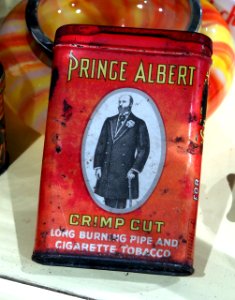 PRINCE ALBERT
CRIMP CUT
LONG BURNING PIPE AND
CIGARETTE TOBACCO